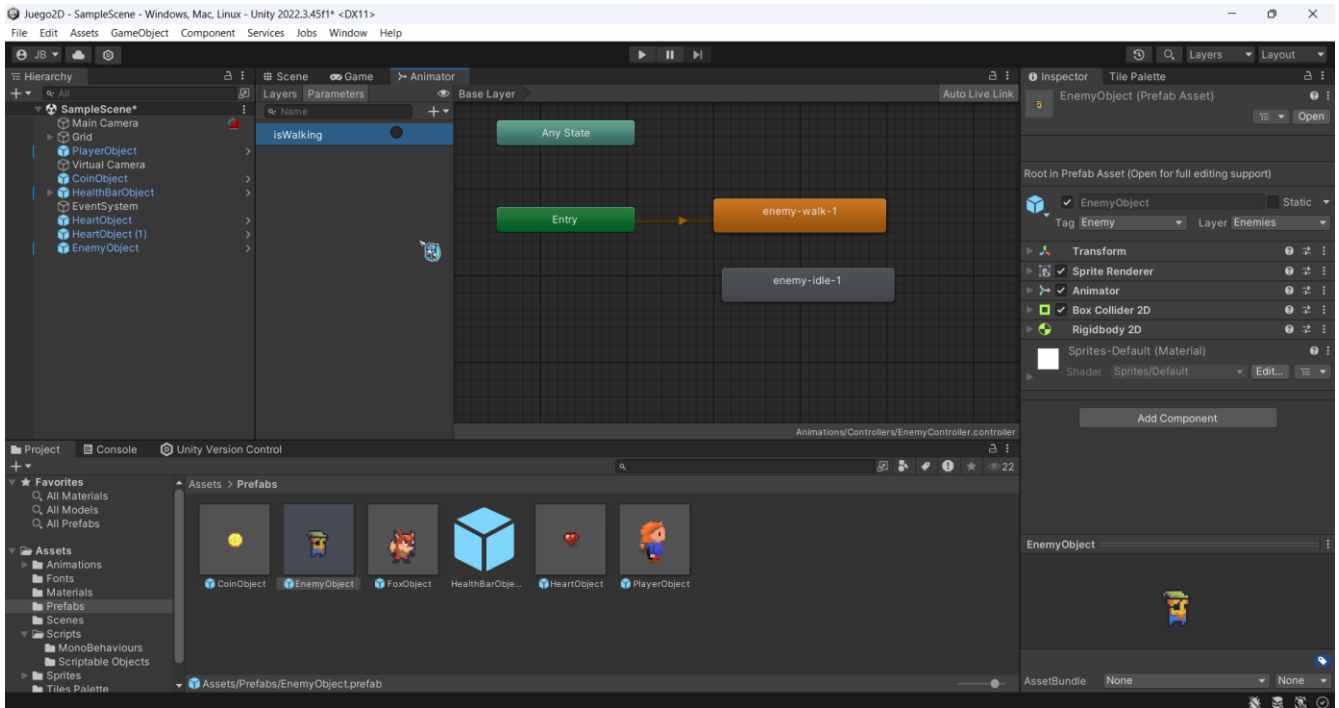 Juego2D - SampleScene - Windows, Mac, Linux - Unity 2022.3.45f1* <DX11>
File Edit Assets GameObject Component Services Jobs Window Help
JB Layers Layout
Hierarchy
All
SampleScene*
Main Camera
Grid
PlayerObject
Virtual Camera
CoinObject
HealthBarObject
EventSystem
HeartObject
HeartObject (1)
EnemyObject
Scene Game Animator
Layers Parameters Base Layer Auto Live Link
Name
isWalking
Any State
Entry
enemy-walk-1
enemy-idle-1
Animations/Controllers/EnemyController.controller
Inspector Tile Palette
EnemyObject (Prefab Asset)
Open
Root in Prefab Asset (Open for full editing support)
EnemyObject Static
Tag Enemy Layer Enemies
Transform
Sprite Renderer
Animator
Box Collider 2D
Rigidbody 2D
Sprites-Default (Material)
Shader Sprites/Default Edit...
Add Component
Project Console Unity Version Control
22
Favorites
All Materials
All Models
All Prefabs
Assets
Animations
Fonts
Materials
Prefabs
Scenes
Scripts
MonoBehaviours
Scriptable Objects
Sprites
Tiles Palette
Assets > Prefabs
CoinObject EnemyObject FoxObject HealthBarObje... HeartObject PlayerObject
Assets/Prefabs/EnemyObject.prefab
EnemyObject
AssetBundle None None